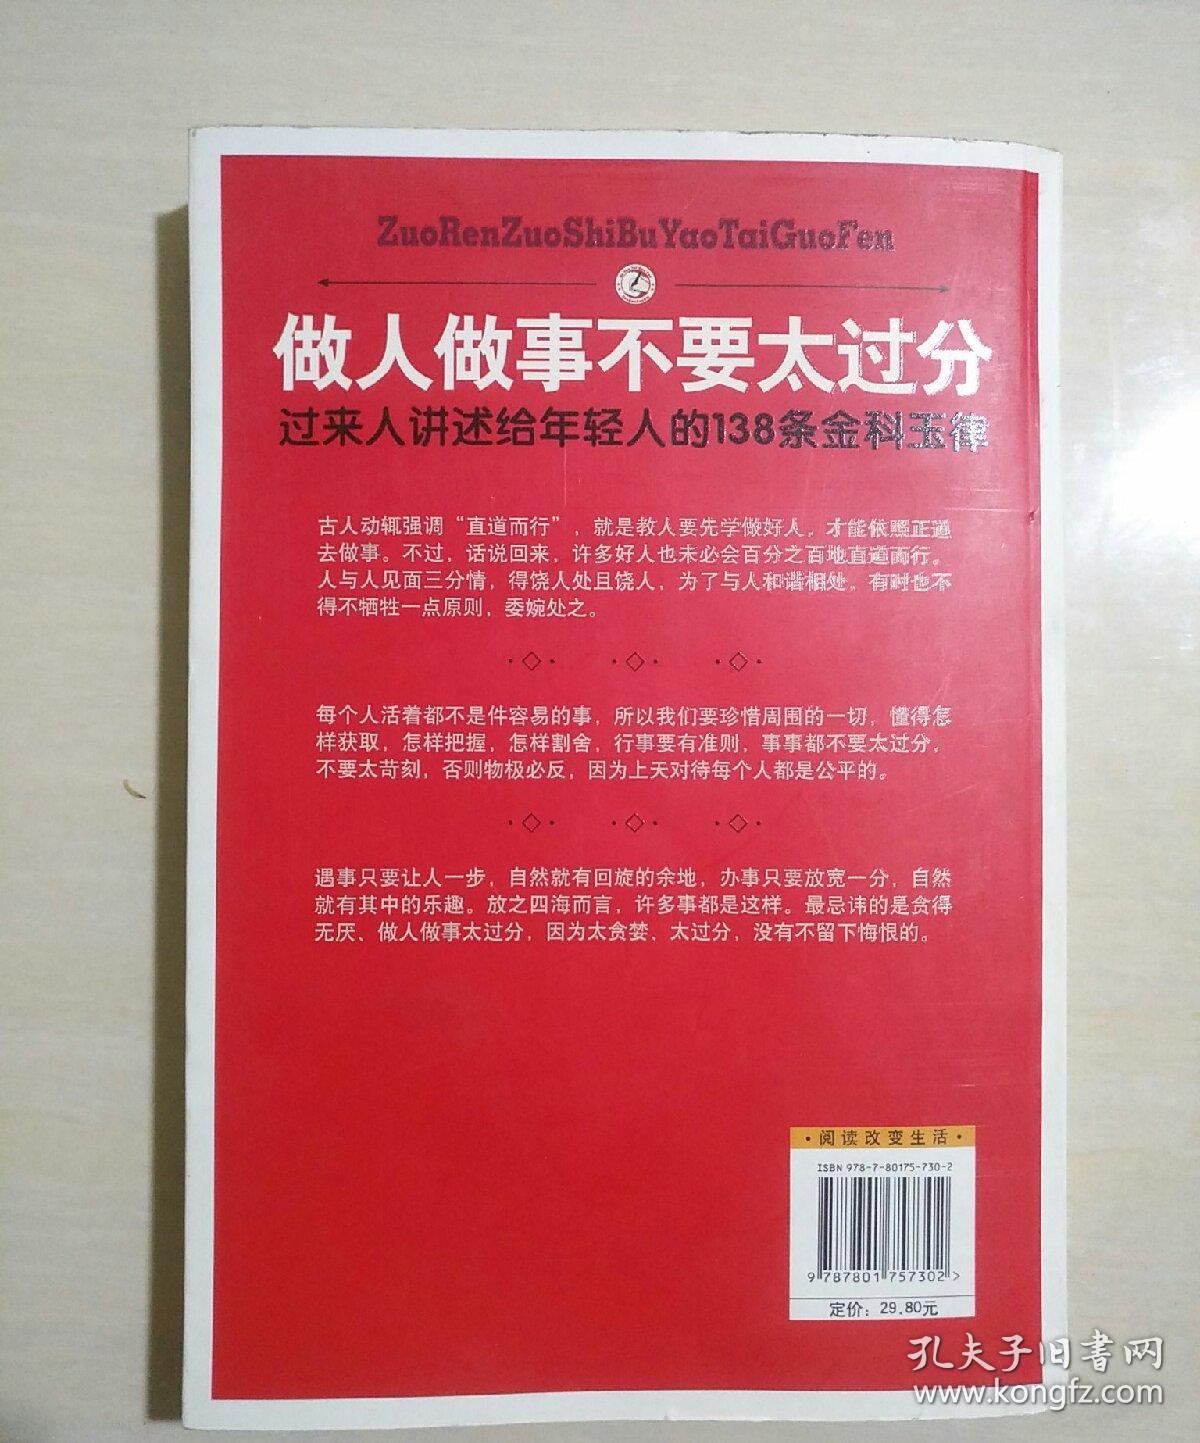 ZuoRenZuoShiBuYaoTaiGuoFen
做人做事不要太过分
过来人讲述给年轻人的138条金科玉律
古人动辄强调“直道而行”，就是教人要先学做好人，才能依照正道
去做事。不过，话说回来，许多好人也未必会百分之百地直道而行。
人与人见面三分情，得饶人处且饶人，为了与人和谐相处，有时也不
得不牺牲一点原则，委婉处之。
每个人活着都不是件容易的事，所以我们要珍惜周围的一切，懂得怎
样获取，怎样把握，怎样割舍，行事要有准则，事事都不要太过分，
不要太苛刻，否则物极必反，因为上天对待每个人都是公平的。
遇事只要让人一步，自然就有回旋的余地，办事只要放宽一分，自然
就有其中的乐趣。放之四海而言，许多事都是这样。最忌讳的是贪得
无厌、做人做事太过分，因为太贪婪，太过分，没有不留下悔恨的。
·阅读改变生活·
ISBN 978-7-80175-730-2
9 787801 757302 >
定价：29.80元
孔夫子旧书网
www.kongfz.com